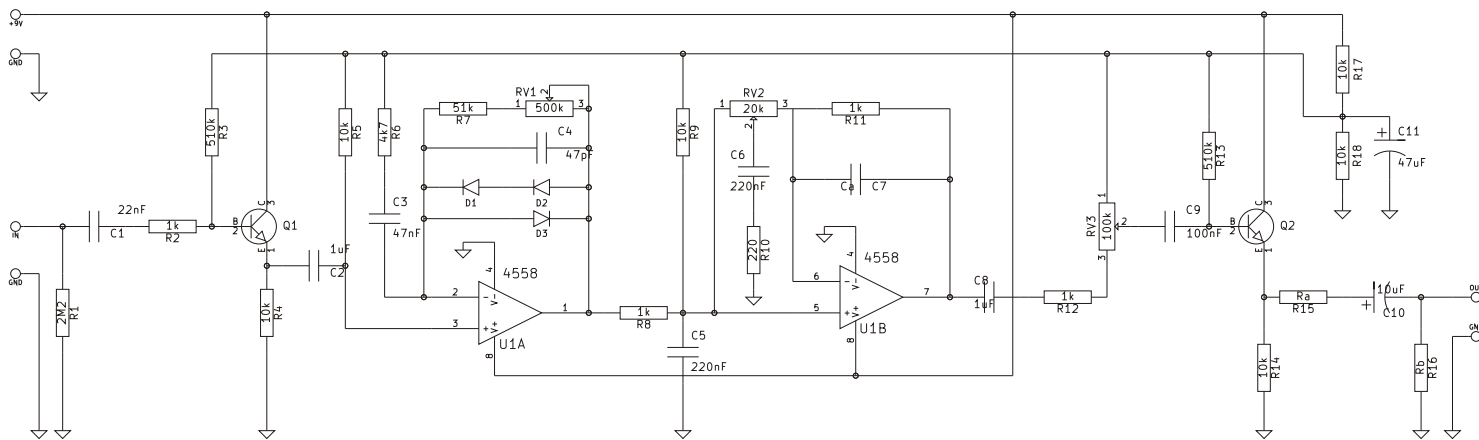 +9V
GND
IN
GND
2M2
R1
22nF
C1
1k
R2
510k
R3
B
2
C
3
E
1
Q1
10k
R4
1uF
C2
10k
R5
4k7
R6
C3
47nF
51k
R7
RV1
1
2
3
500k
C4
47pF
D1
D2
D3
4
4558
2
3
1
8
-
+
V-
V+
U1A
1k
R8
10k
R9
C5
220nF
RV2
1
20k
3
2
C6
220nF
220
R10
1k
R11
Ca
C7
4
4558
6
5
7
8
-
+
V-
V+
U1B
C8
1uF
1k
R12
RV3
1
100k
2
3
C9
100nF
510k
R13
B
2
C
3
E
1
Q2
10k
R14
Ra
R15
10uF
+
C10
Rb
R16
10k
R17
10k
R18
+
C11
47uF
OU
GN